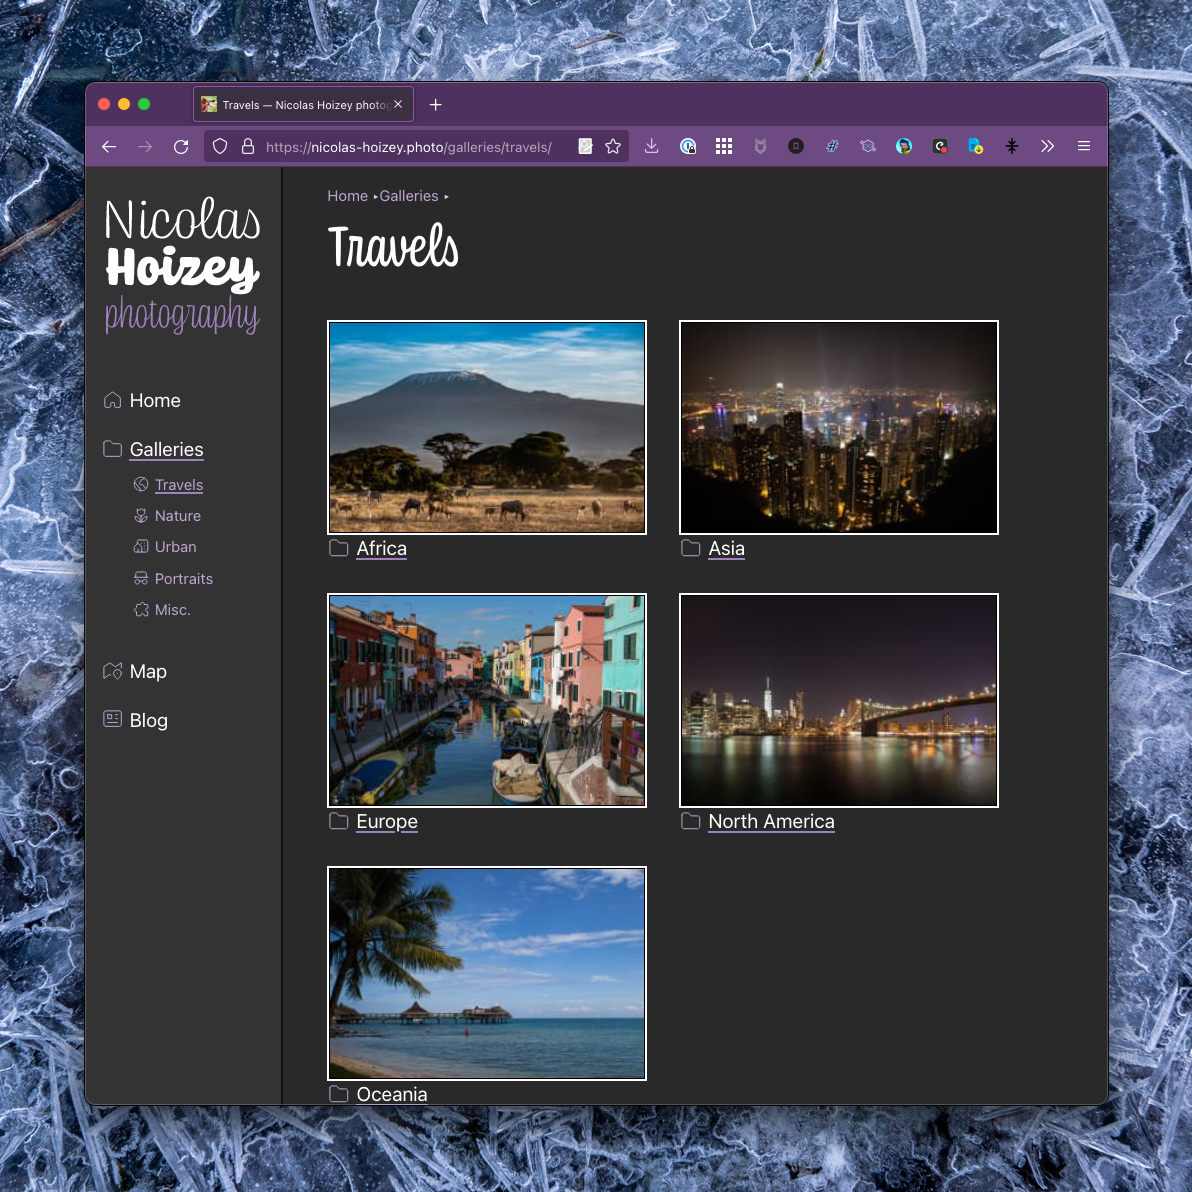 Travels — Nicolas Hoizey photog
https://nicolas-hoizey.photo/galleries/travels/
Nicolas
Hoizey
photography
Home
Galleries
Travels
Nature
Urban
Portraits
Misc.
Map
Blog
Home ‣Galleries ‣
Travels
Africa
Asia
Europe
North America
Oceania